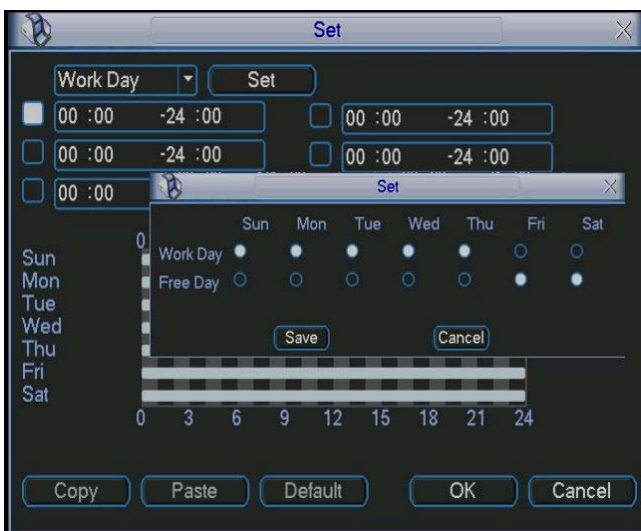 Set
Work Day Set
00 :00 -24 :00 00 :00 -24 :00
00 :00 -24 :00 00 :00 -24 :00
00 :00
Set
Sun Mon Tue Wed Thu Fri Sat
Work Day
Free Day
Save Cancel
0
Sun
Mon
Tue
Wed
Thu
Fri
Sat
0 3 6 9 12 15 18 21 24
Copy Paste Default OK Cancel